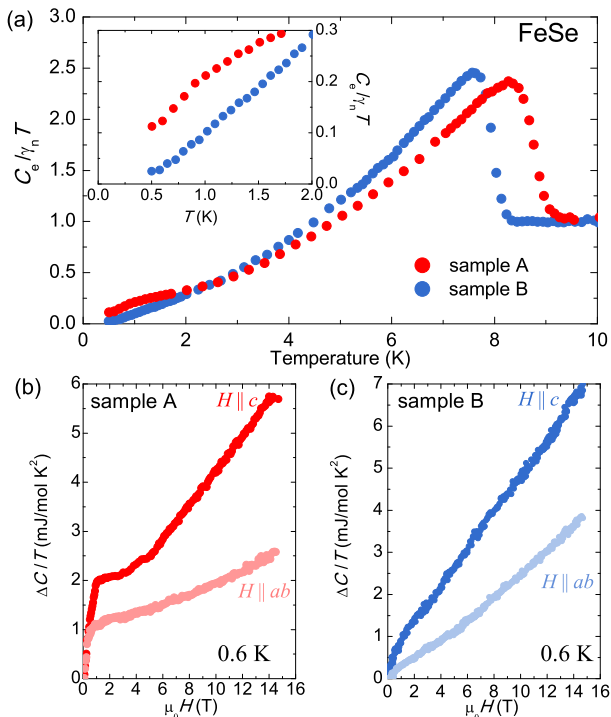 (a)
FeSe
C_e/γ_n T
3.0
2.5
2.0
1.5
1.0
0.5
0.0
0 2 4 6 8 10
Temperature (K)
sample A
sample B
0.0 0.5 1.0 1.5 2.0
T (K)
0.3
0.2
0.1
0.0
C_e/γ_n T
(b)
sample A
H || c
H || ab
0.6 K
ΔC/T (mJ/mol K²)
6
5
4
3
2
1
0
0 2 4 6 8 10 12 14 16
μ₀H(T)
(c)
sample B
H || c
H || ab
0.6 K
ΔC/T (mJ/mol K²)
7
6
5
4
3
2
1
0
0 2 4 6 8 10 12 14 16
μ₀H(T)